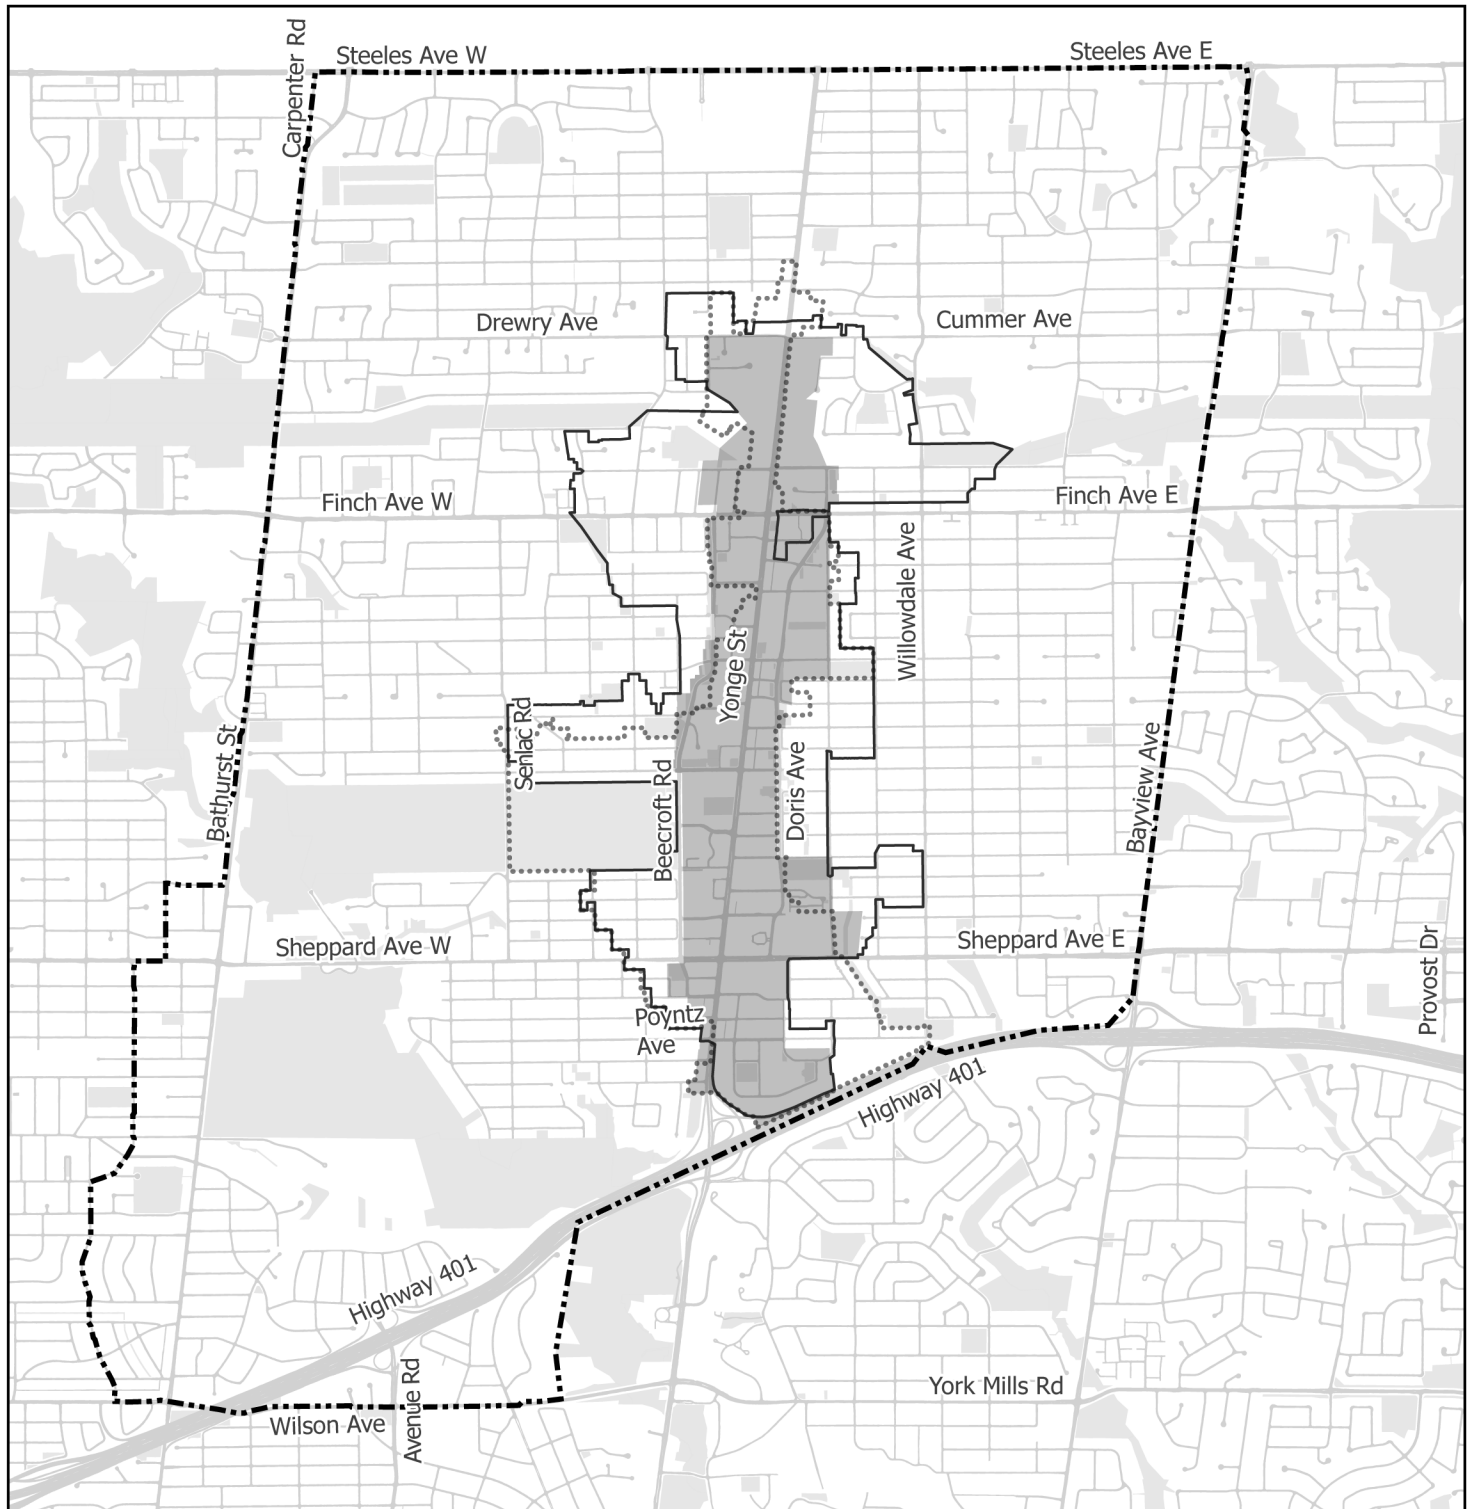 Steeles Ave W
Steeles Ave E
Carpenter Rd
Drewry Ave
Cummer Ave
Finch Ave W
Finch Ave E
Willowdale Ave
Yonge St
Senlac Rd
Bathurst St
Beecroft Rd
Doris Ave
Bayview Ave
Sheppard Ave W
Sheppard Ave E
Provost Dr
Poyntz
Ave
Highway 401
Highway 401
York Mills Rd
Avenue Rd
Wilson Ave